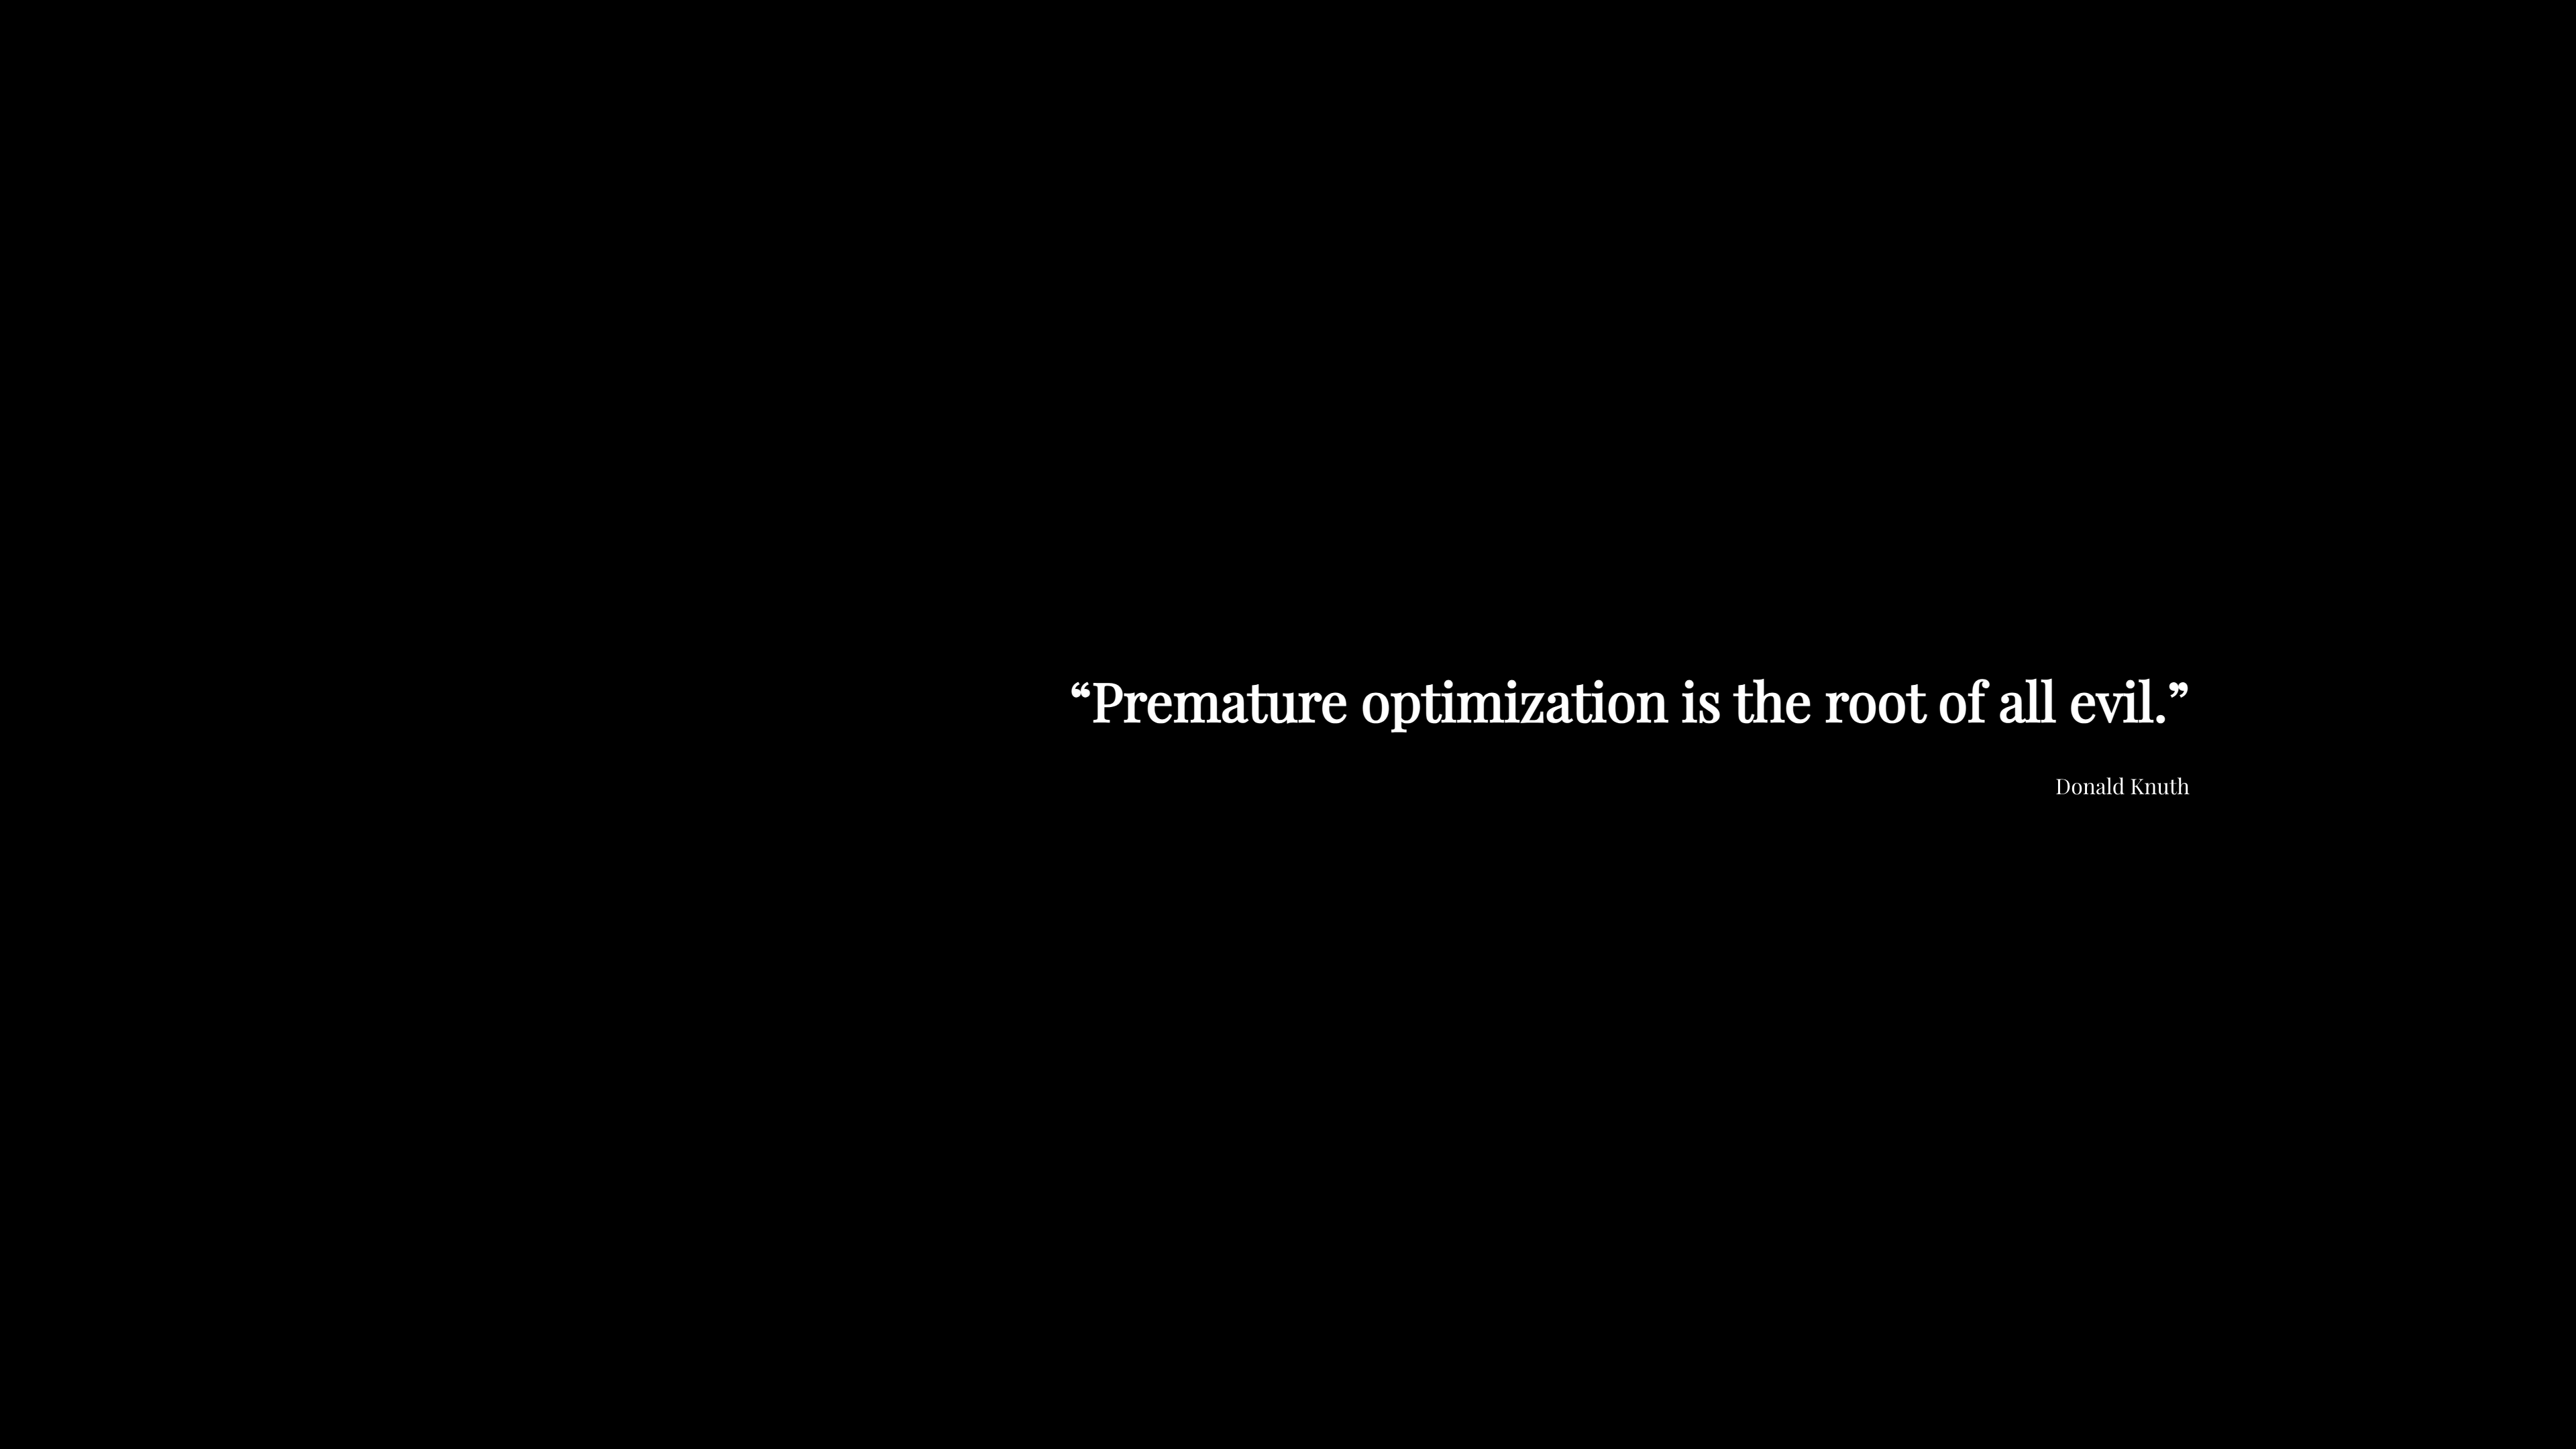 “Premature optimization is the root of all evil.”
Donald Knuth